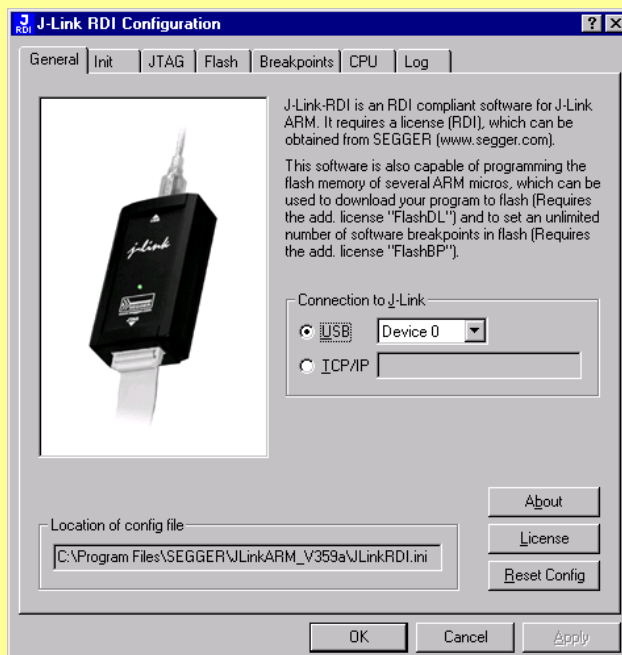 J RDI J-Link RDI Configuration
General Init JTAG Flash Breakpoints CPU Log
J-Link-RDI is an RDI compliant software for J-Link
ARM. It requires a license (RDI), which can be
obtained from SEGGER (www.segger.com).
This software is also capable of programming the
flash memory of several ARM micros, which can be
used to download your program to flash (Requires
the add. license "FlashDL") and to set an unlimited
number of software breakpoints in flash (Requires
the add. license "FlashBP").
j-link
Connection to J-Link
USB Device 0
TCP/IP
About
Location of config file
License
C:\Program Files\SEGGER\JLinkARM_V359a\JLinkRDI.ini
Reset Config
OK Cancel Apply